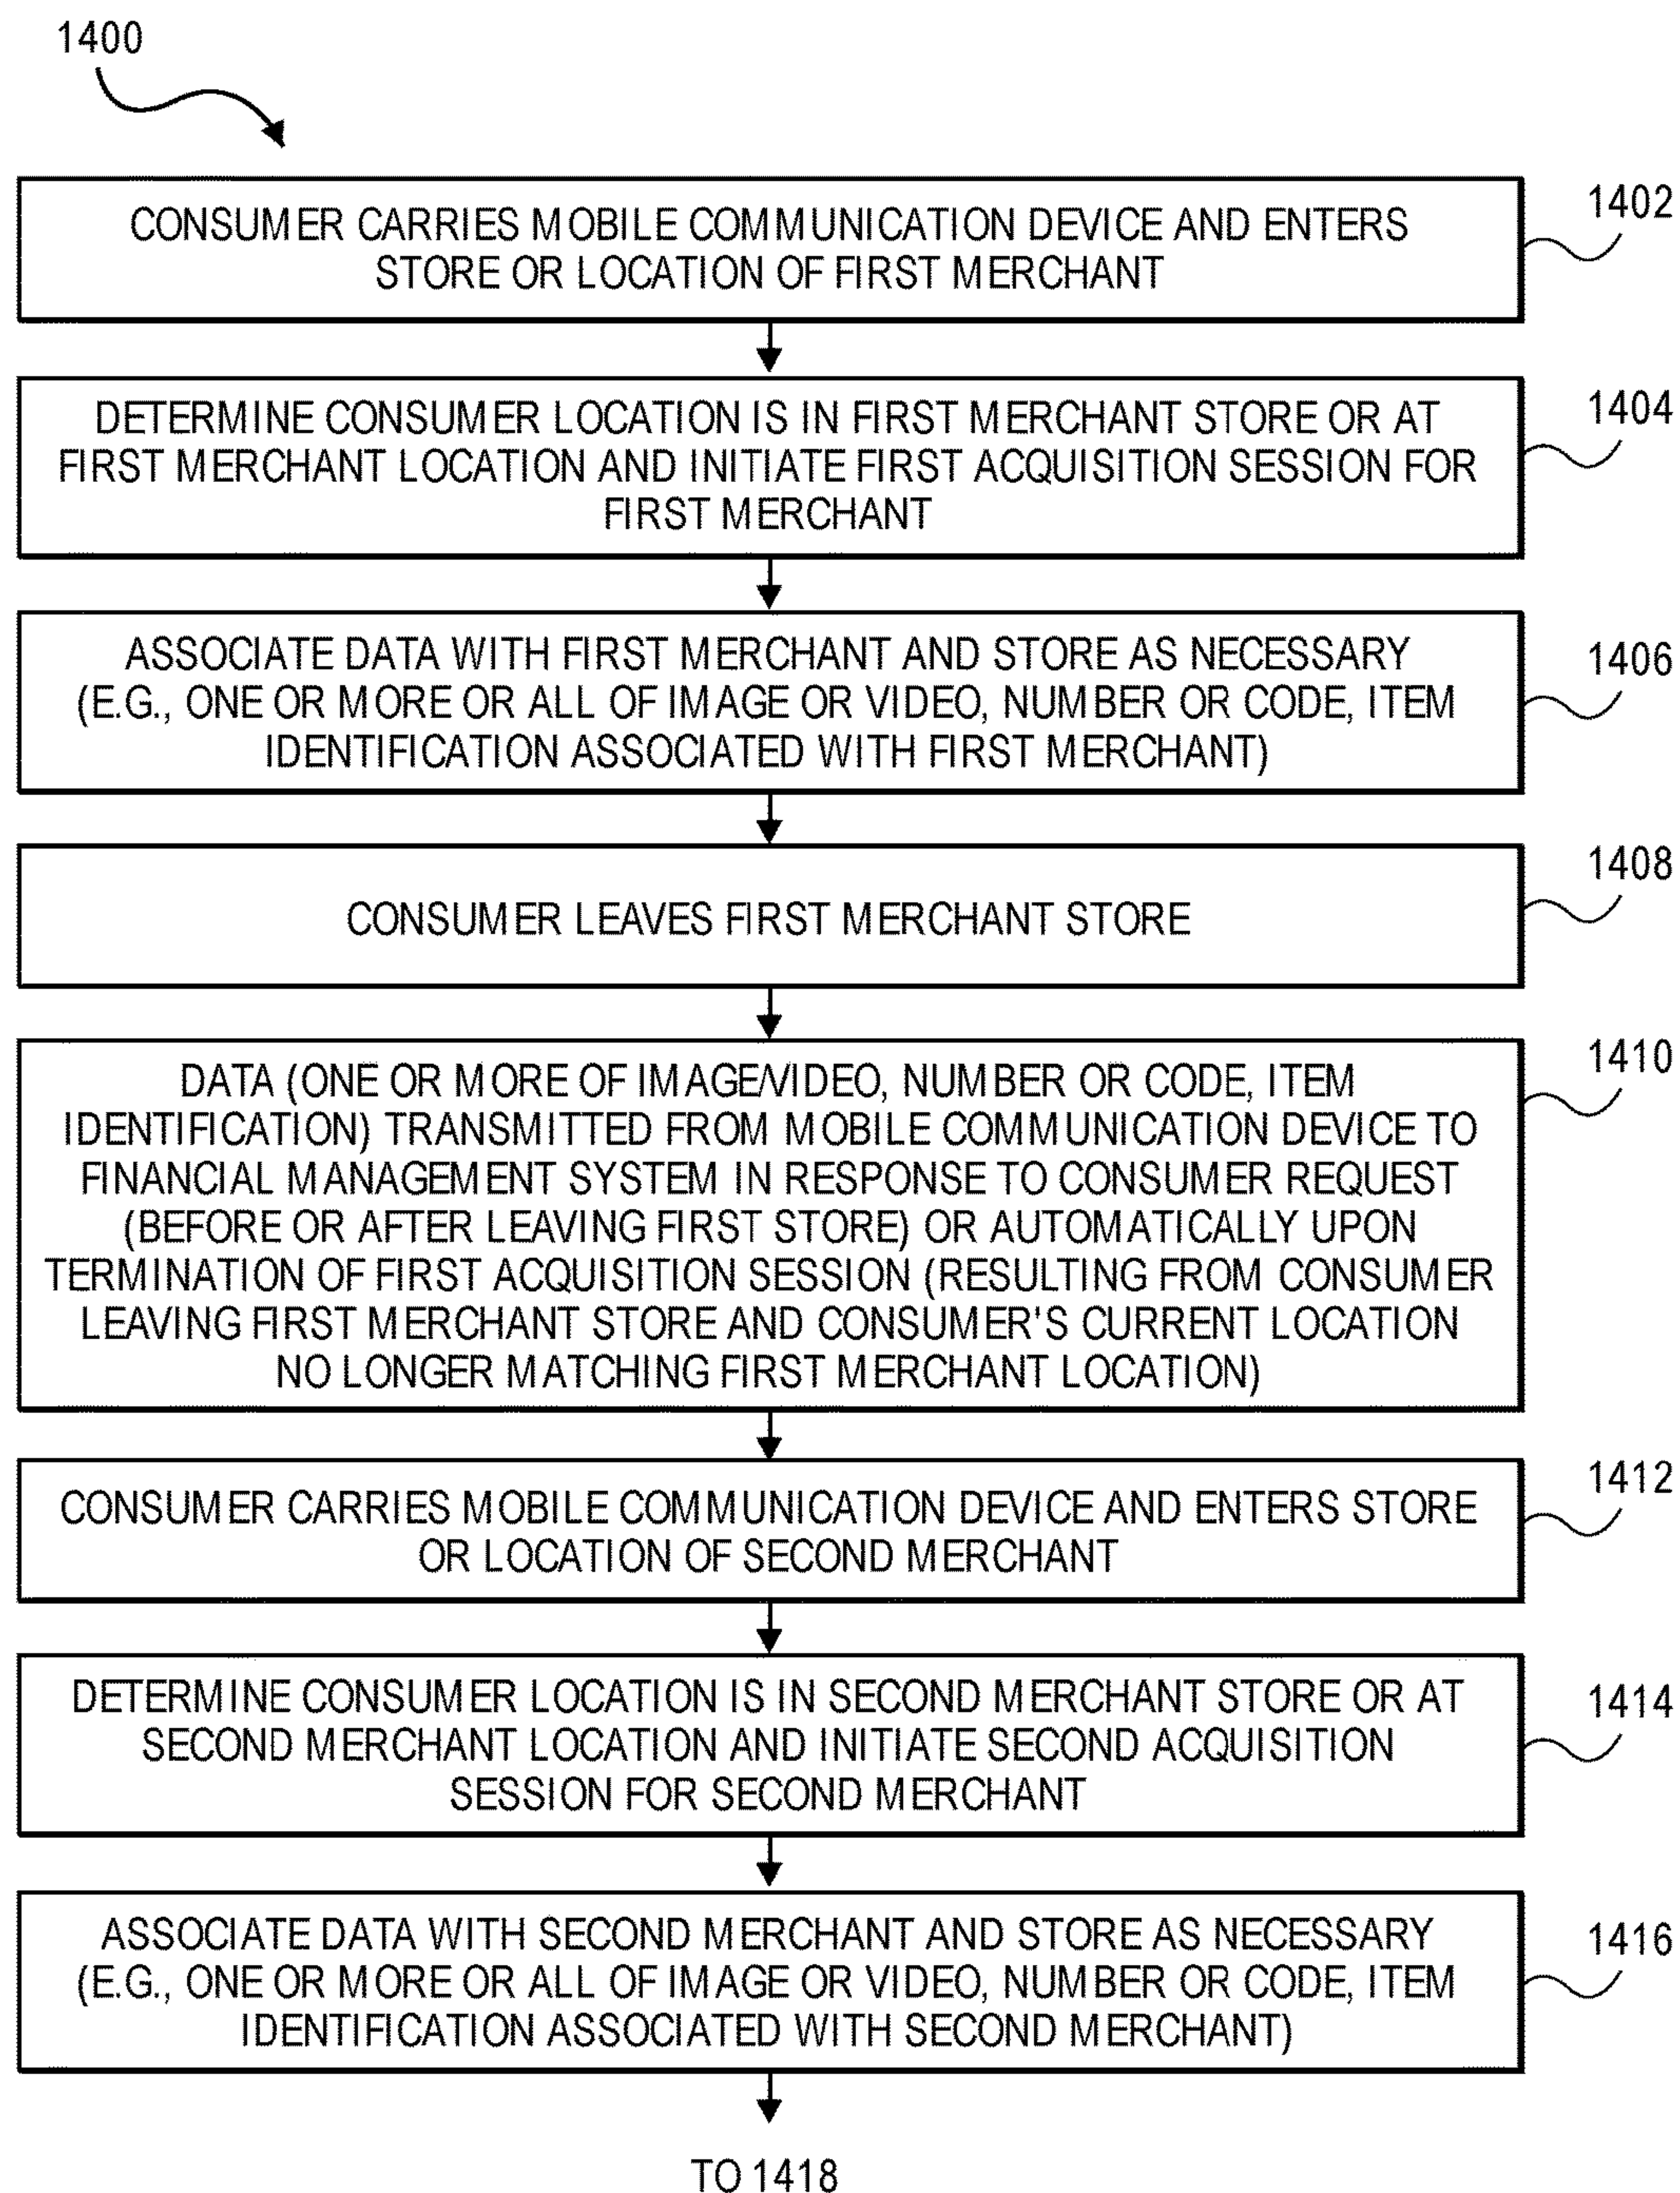 1400
CONSUMER CARRIES MOBILE COMMUNICATION DEVICE AND ENTERS
STORE OR LOCATION OF FIRST MERCHANT
1402
DETERMINE CONSUMER LOCATION IS IN FIRST MERCHANT STORE OR AT
FIRST MERCHANT LOCATION AND INITIATE FIRST ACQUISITION SESSION FOR
FIRST MERCHANT
1404
ASSOCIATE DATA WITH FIRST MERCHANT AND STORE AS NECESSARY
(E.G., ONE OR MORE OR ALL OF IMAGE OR VIDEO, NUMBER OR CODE, ITEM
IDENTIFICATION ASSOCIATED WITH FIRST MERCHANT)
1406
CONSUMER LEAVES FIRST MERCHANT STORE
1408
DATA (ONE OR MORE OF IMAGE/VIDEO, NUMBER OR CODE, ITEM
IDENTIFICATION) TRANSMITTED FROM MOBILE COMMUNICATION DEVICE TO
FINANCIAL MANAGEMENT SYSTEM IN RESPONSE TO CONSUMER REQUEST
(BEFORE OR AFTER LEAVING FIRST STORE) OR AUTOMATICALLY UPON
TERMINATION OF FIRST ACQUISITION SESSION (RESULTING FROM CONSUMER
LEAVING FIRST MERCHANT STORE AND CONSUMER'S CURRENT LOCATION
NO LONGER MATCHING FIRST MERCHANT LOCATION)
1410
CONSUMER CARRIES MOBILE COMMUNICATION DEVICE AND ENTERS STORE
OR LOCATION OF SECOND MERCHANT
1412
DETERMINE CONSUMER LOCATION IS IN SECOND MERCHANT STORE OR AT
SECOND MERCHANT LOCATION AND INITIATE SECOND ACQUISITION
SESSION FOR SECOND MERCHANT
1414
ASSOCIATE DATA WITH SECOND MERCHANT AND STORE AS NECESSARY
(E.G., ONE OR MORE OR ALL OF IMAGE OR VIDEO, NUMBER OR CODE, ITEM
IDENTIFICATION ASSOCIATED WITH SECOND MERCHANT)
1416
TO 1418